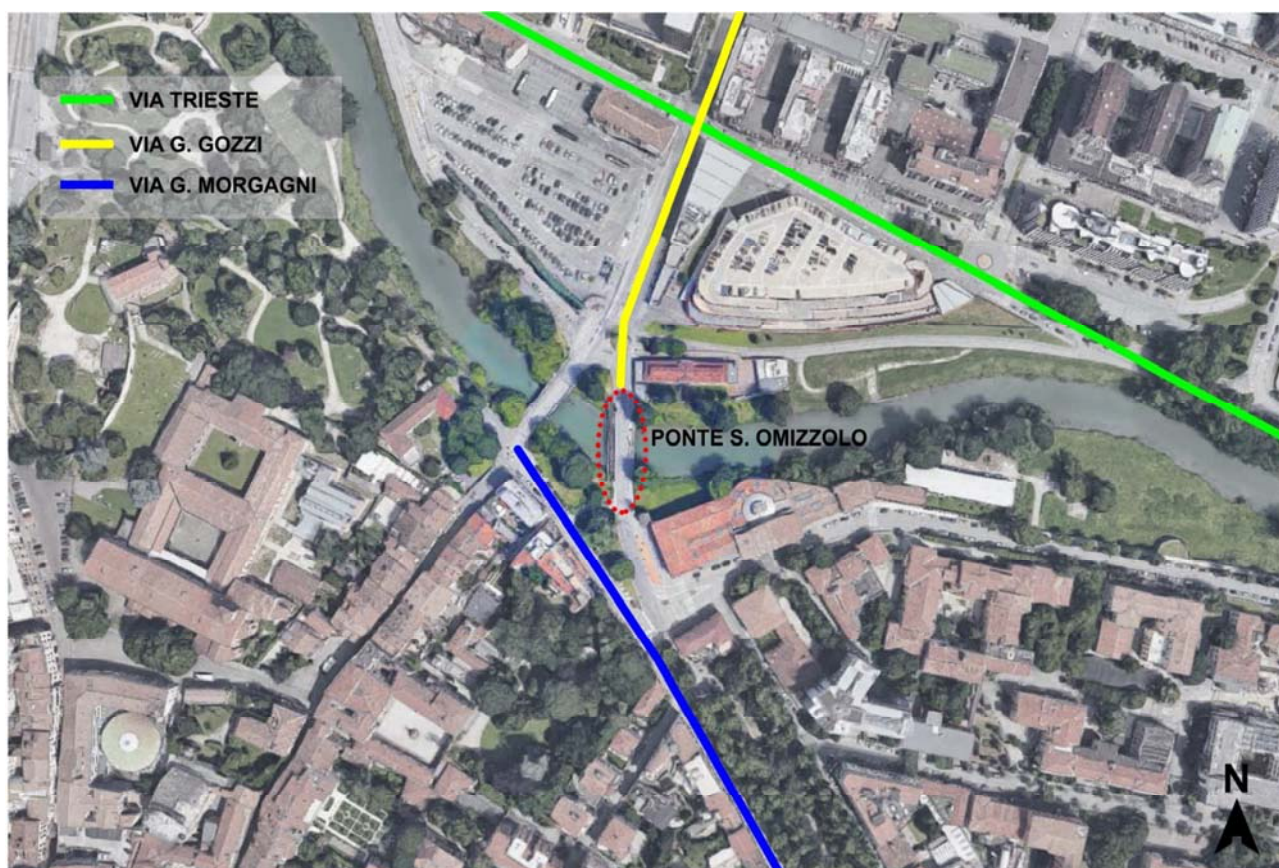 VIA TRIESTE
VIA G. GOZZI
VIA G. MORGAGNI
PONTE S. OMIZZOLO
N